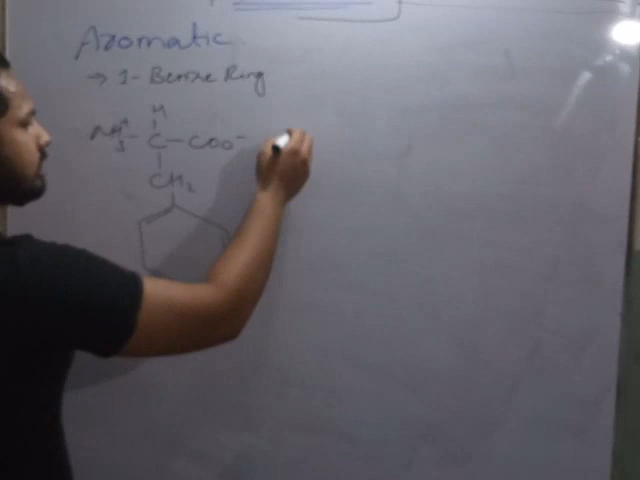 Aromatic
→ 1- Benzene Ring
H
NH3+ - C - COO-
CH2